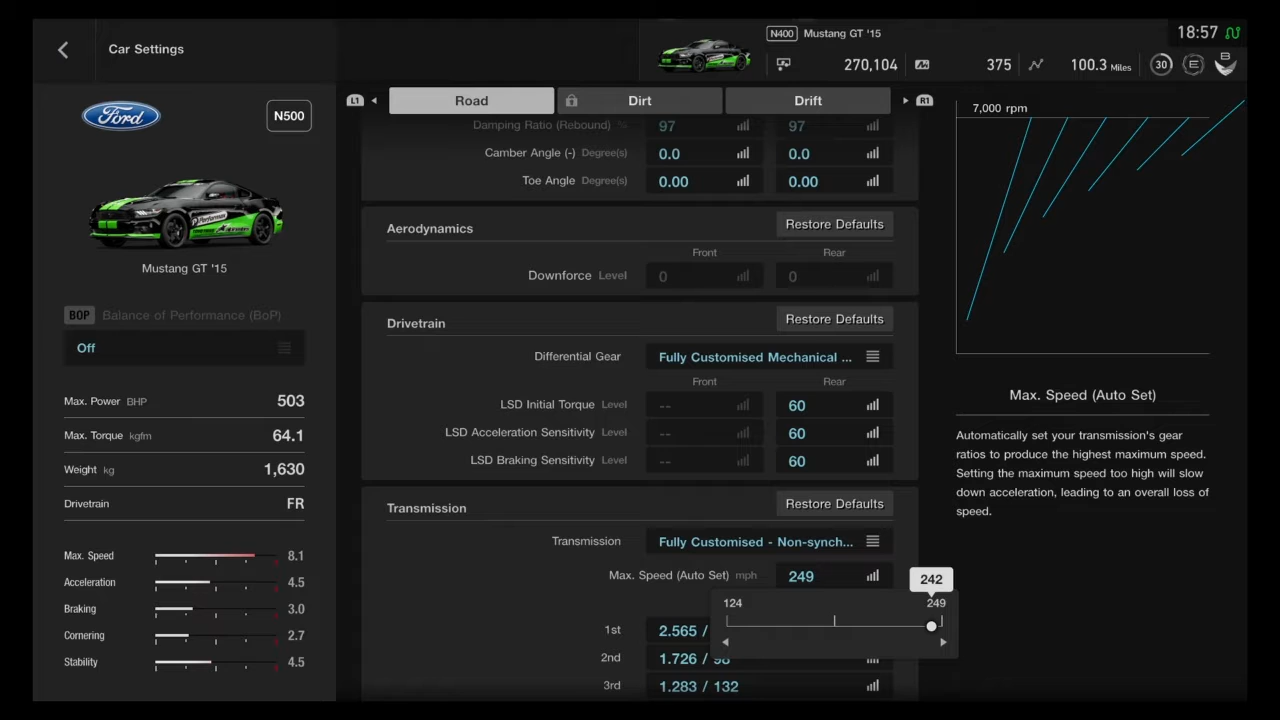 Car Settings
N400 Mustang GT '15
18:57
270,104 375 100.3 Miles 30 E B
L1 Road Dirt Drift R1
Ford N500
Mustang GT '15
BOP Balance of Performance (BoP)
Off
Max. Power BHP 503
Max. Torque kgfm 64.1
Weight kg 1,630
Drivetrain FR
Max. Speed 8.1
Acceleration 4.5
Braking 3.0
Cornering 2.7
Stability 4.5
Damping Ratio (Rebound) % 97 97
Camber Angle (-) Degree(s) 0.0 0.0
Toe Angle Degree(s) 0.00 0.00
Aerodynamics Restore Defaults
Front Rear
Downforce Level 0 0
Drivetrain Restore Defaults
Differential Gear Fully Customised Mechanical ...
Front Rear
LSD Initial Torque Level -- 60
LSD Acceleration Sensitivity Level -- 60
LSD Braking Sensitivity Level -- 60
Transmission Restore Defaults
Transmission Fully Customised - Non-synch...
Max. Speed (Auto Set) mph 249
242
124 249
1st 2.565 /
2nd 1.726 / 98
3rd 1.283 / 132
7,000 rpm
Max. Speed (Auto Set)
Automatically set your transmission's gear
ratios to produce the highest maximum speed.
Setting the maximum speed too high will slow
down acceleration, leading to an overall loss of
speed.